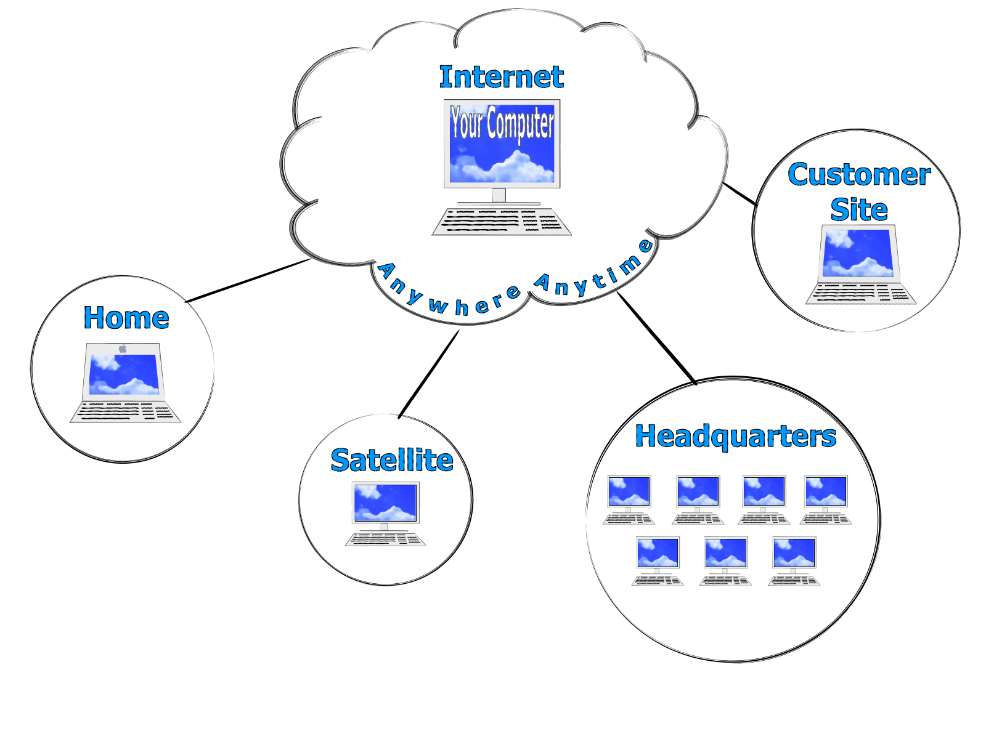 Internet
Your Computer
Anywhere Anytime
Customer
Site
Home
Satellite
Headquarters